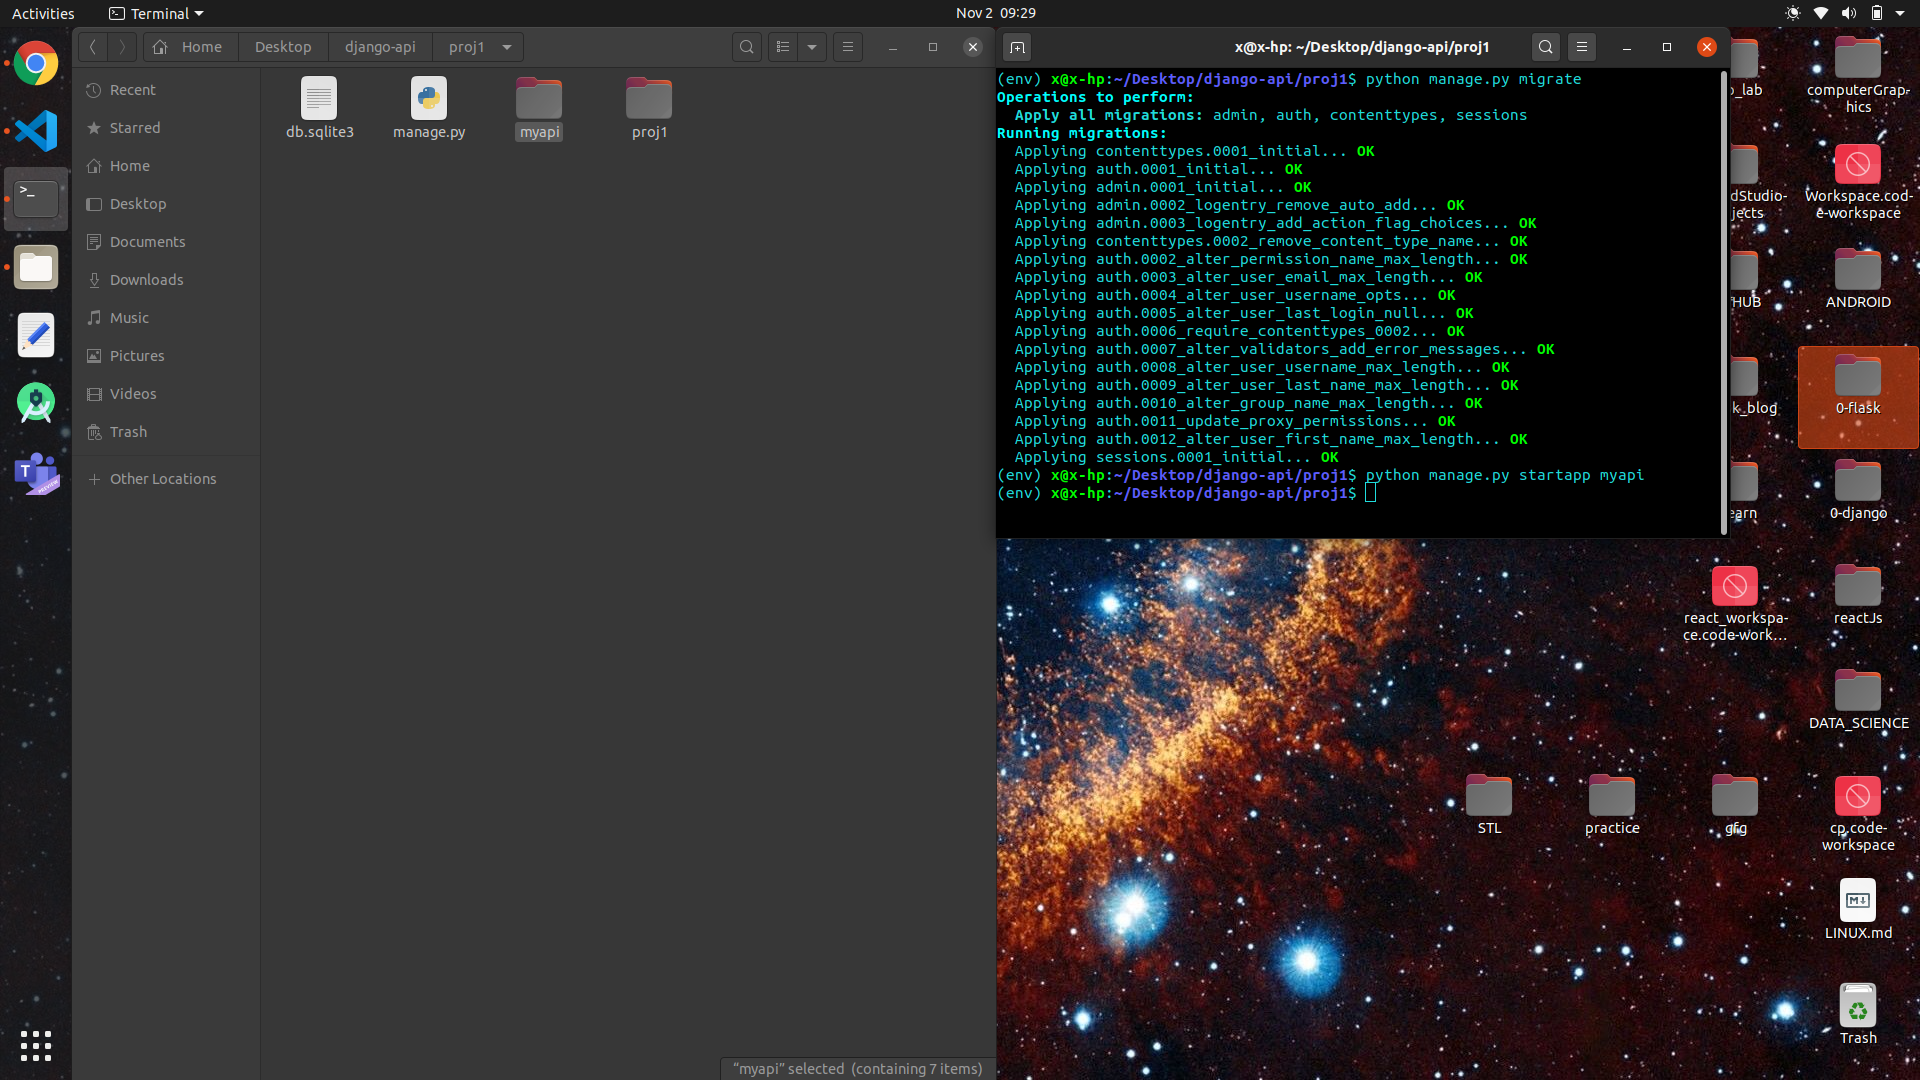 Activities
Terminal
Nov 2 09:29
Home
Desktop
django-api
proj1
Recent
Starred
Home
Desktop
Documents
Downloads
Music
Pictures
Videos
Trash
Other Locations
db.sqlite3
manage.py
myapi
proj1
"myapi" selected (containing 7 items)
x@x-hp: ~/Desktop/django-api/proj1
(env) x@x-hp:~/Desktop/django-api/proj1$ python manage.py migrate
Operations to perform:
  Apply all migrations: admin, auth, contenttypes, sessions
Running migrations:
  Applying contenttypes.0001_initial... OK
  Applying auth.0001_initial... OK
  Applying admin.0001_initial... OK
  Applying admin.0002_logentry_remove_auto_add... OK
  Applying admin.0003_logentry_add_action_flag_choices... OK
  Applying contenttypes.0002_remove_content_type_name... OK
  Applying auth.0002_alter_permission_name_max_length... OK
  Applying auth.0003_alter_user_email_max_length... OK
  Applying auth.0004_alter_user_username_opts... OK
  Applying auth.0005_alter_user_last_login_null... OK
  Applying auth.0006_require_contenttypes_0002... OK
  Applying auth.0007_alter_validators_add_error_messages... OK
  Applying auth.0008_alter_user_username_max_length... OK
  Applying auth.0009_alter_user_last_name_max_length... OK
  Applying auth.0010_alter_group_name_max_length... OK
  Applying auth.0011_update_proxy_permissions... OK
  Applying auth.0012_alter_user_first_name_max_length... OK
  Applying sessions.0001_initial... OK
(env) x@x-hp:~/Desktop/django-api/proj1$ python manage.py startapp myapi
(env) x@x-hp:~/Desktop/django-api/proj1$
_lab
computerGrap-
hics
dStudio-
jects
Workspace.cod-
e-workspace
HUB
ANDROID
k_blog
0-flask
earn
0-django
react_workspa-
ce.code-work...
reactJs
DATA_SCIENCE
STL
practice
gfg
cp.code-
workspace
LINUX.md
Trash